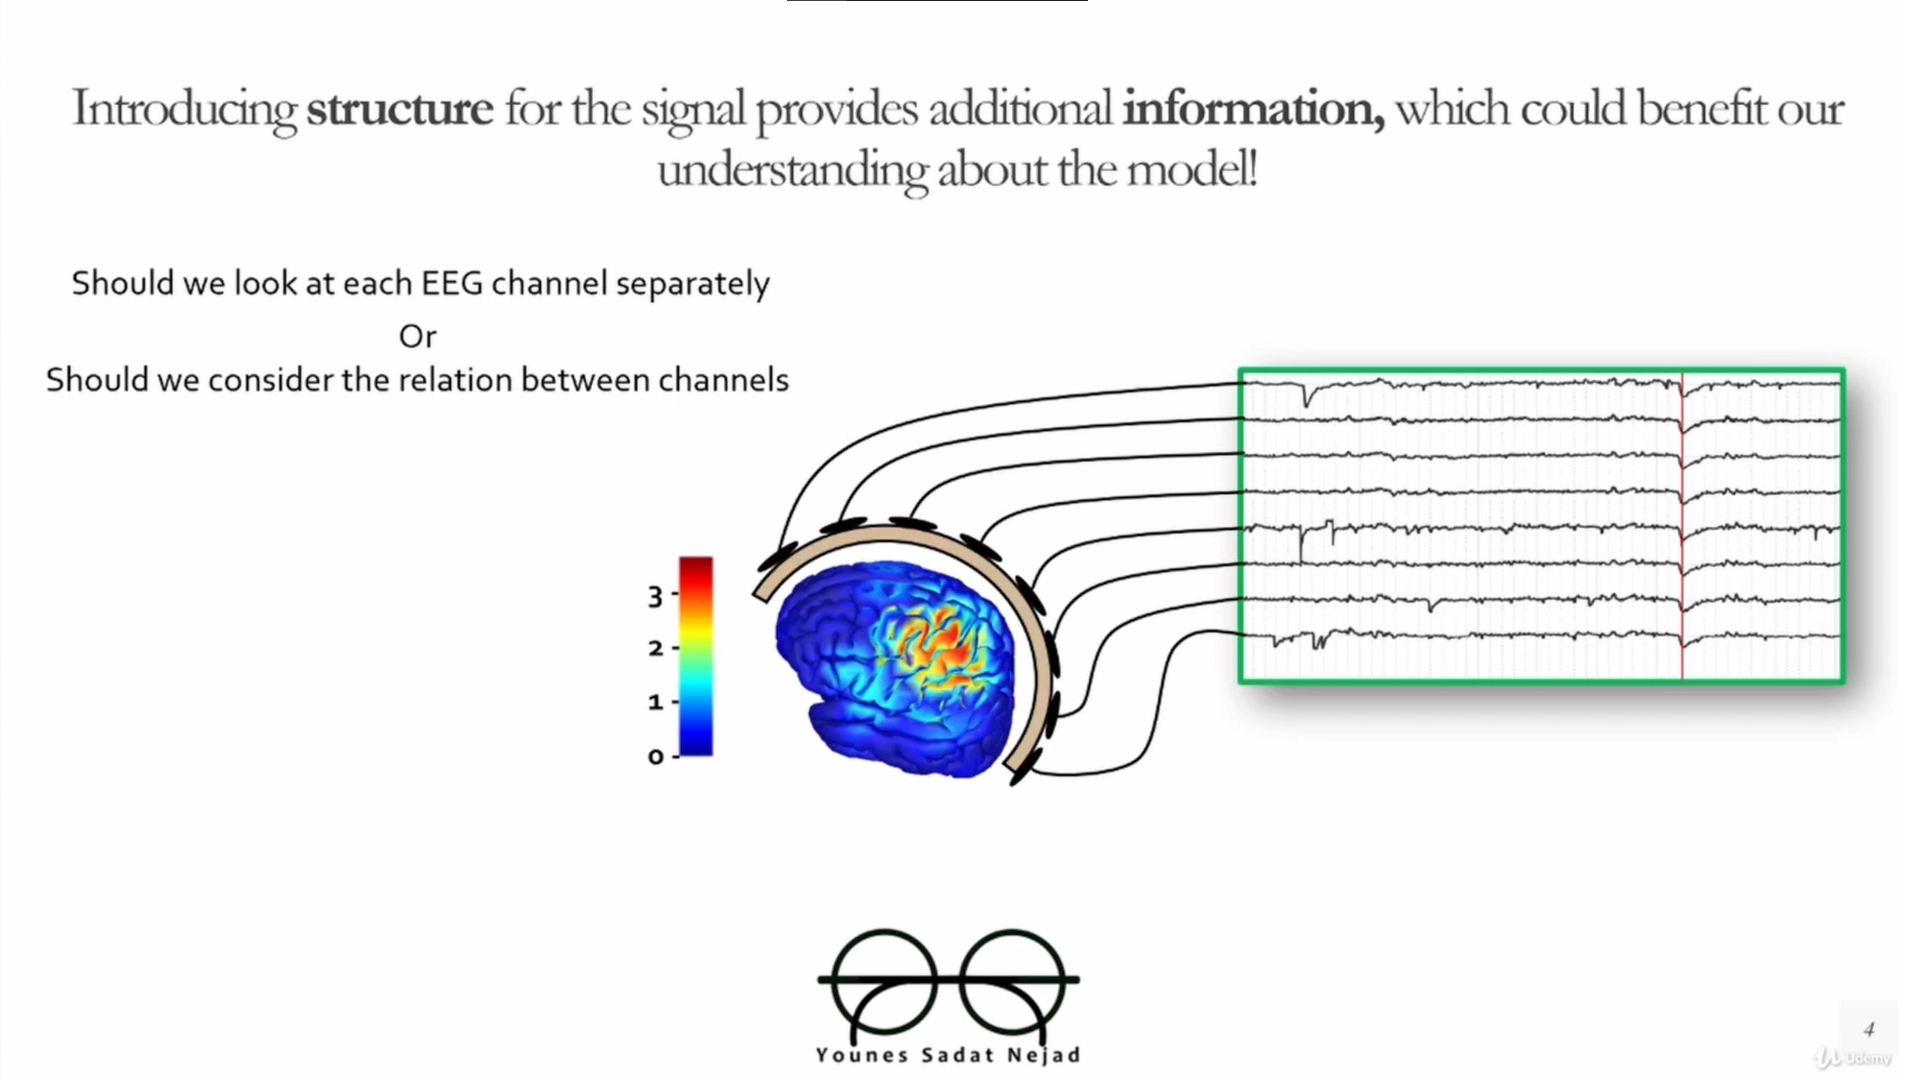 Introducing structure for the signal provides additional information, which could benefit our
understanding about the model!
Should we look at each EEG channel separately
Or
Should we consider the relation between channels
3
2
1
0
Younes Sadat Nejad
4
Udemy